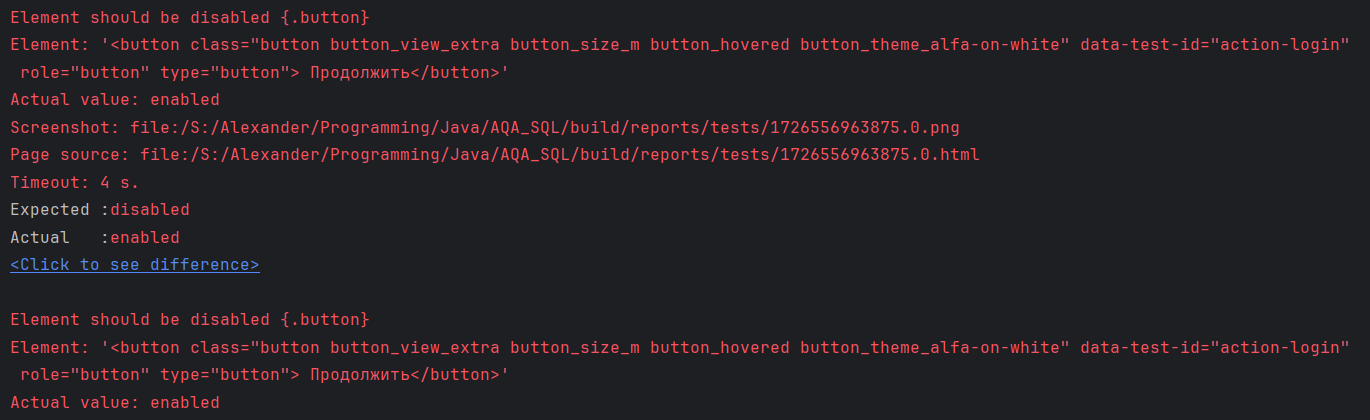 Element should be disabled {.button}
Element: '<button class="button button_view_extra button_size_m button_hovered button_theme_alfa-on-white" data-test-id="action-login"
 role="button" type="button"> Продолжить</button>'
Actual value: enabled
Screenshot: file:/S:/Alexander/Programming/Java/AQA_SQL/build/reports/tests/1726556963875.0.png
Page source: file:/S:/Alexander/Programming/Java/AQA_SQL/build/reports/tests/1726556963875.0.html
Timeout: 4 s.
Expected :disabled
Actual   :enabled
<Click to see difference>

Element should be disabled {.button}
Element: '<button class="button button_view_extra button_size_m button_hovered button_theme_alfa-on-white" data-test-id="action-login"
 role="button" type="button"> Продолжить</button>'
Actual value: enabled